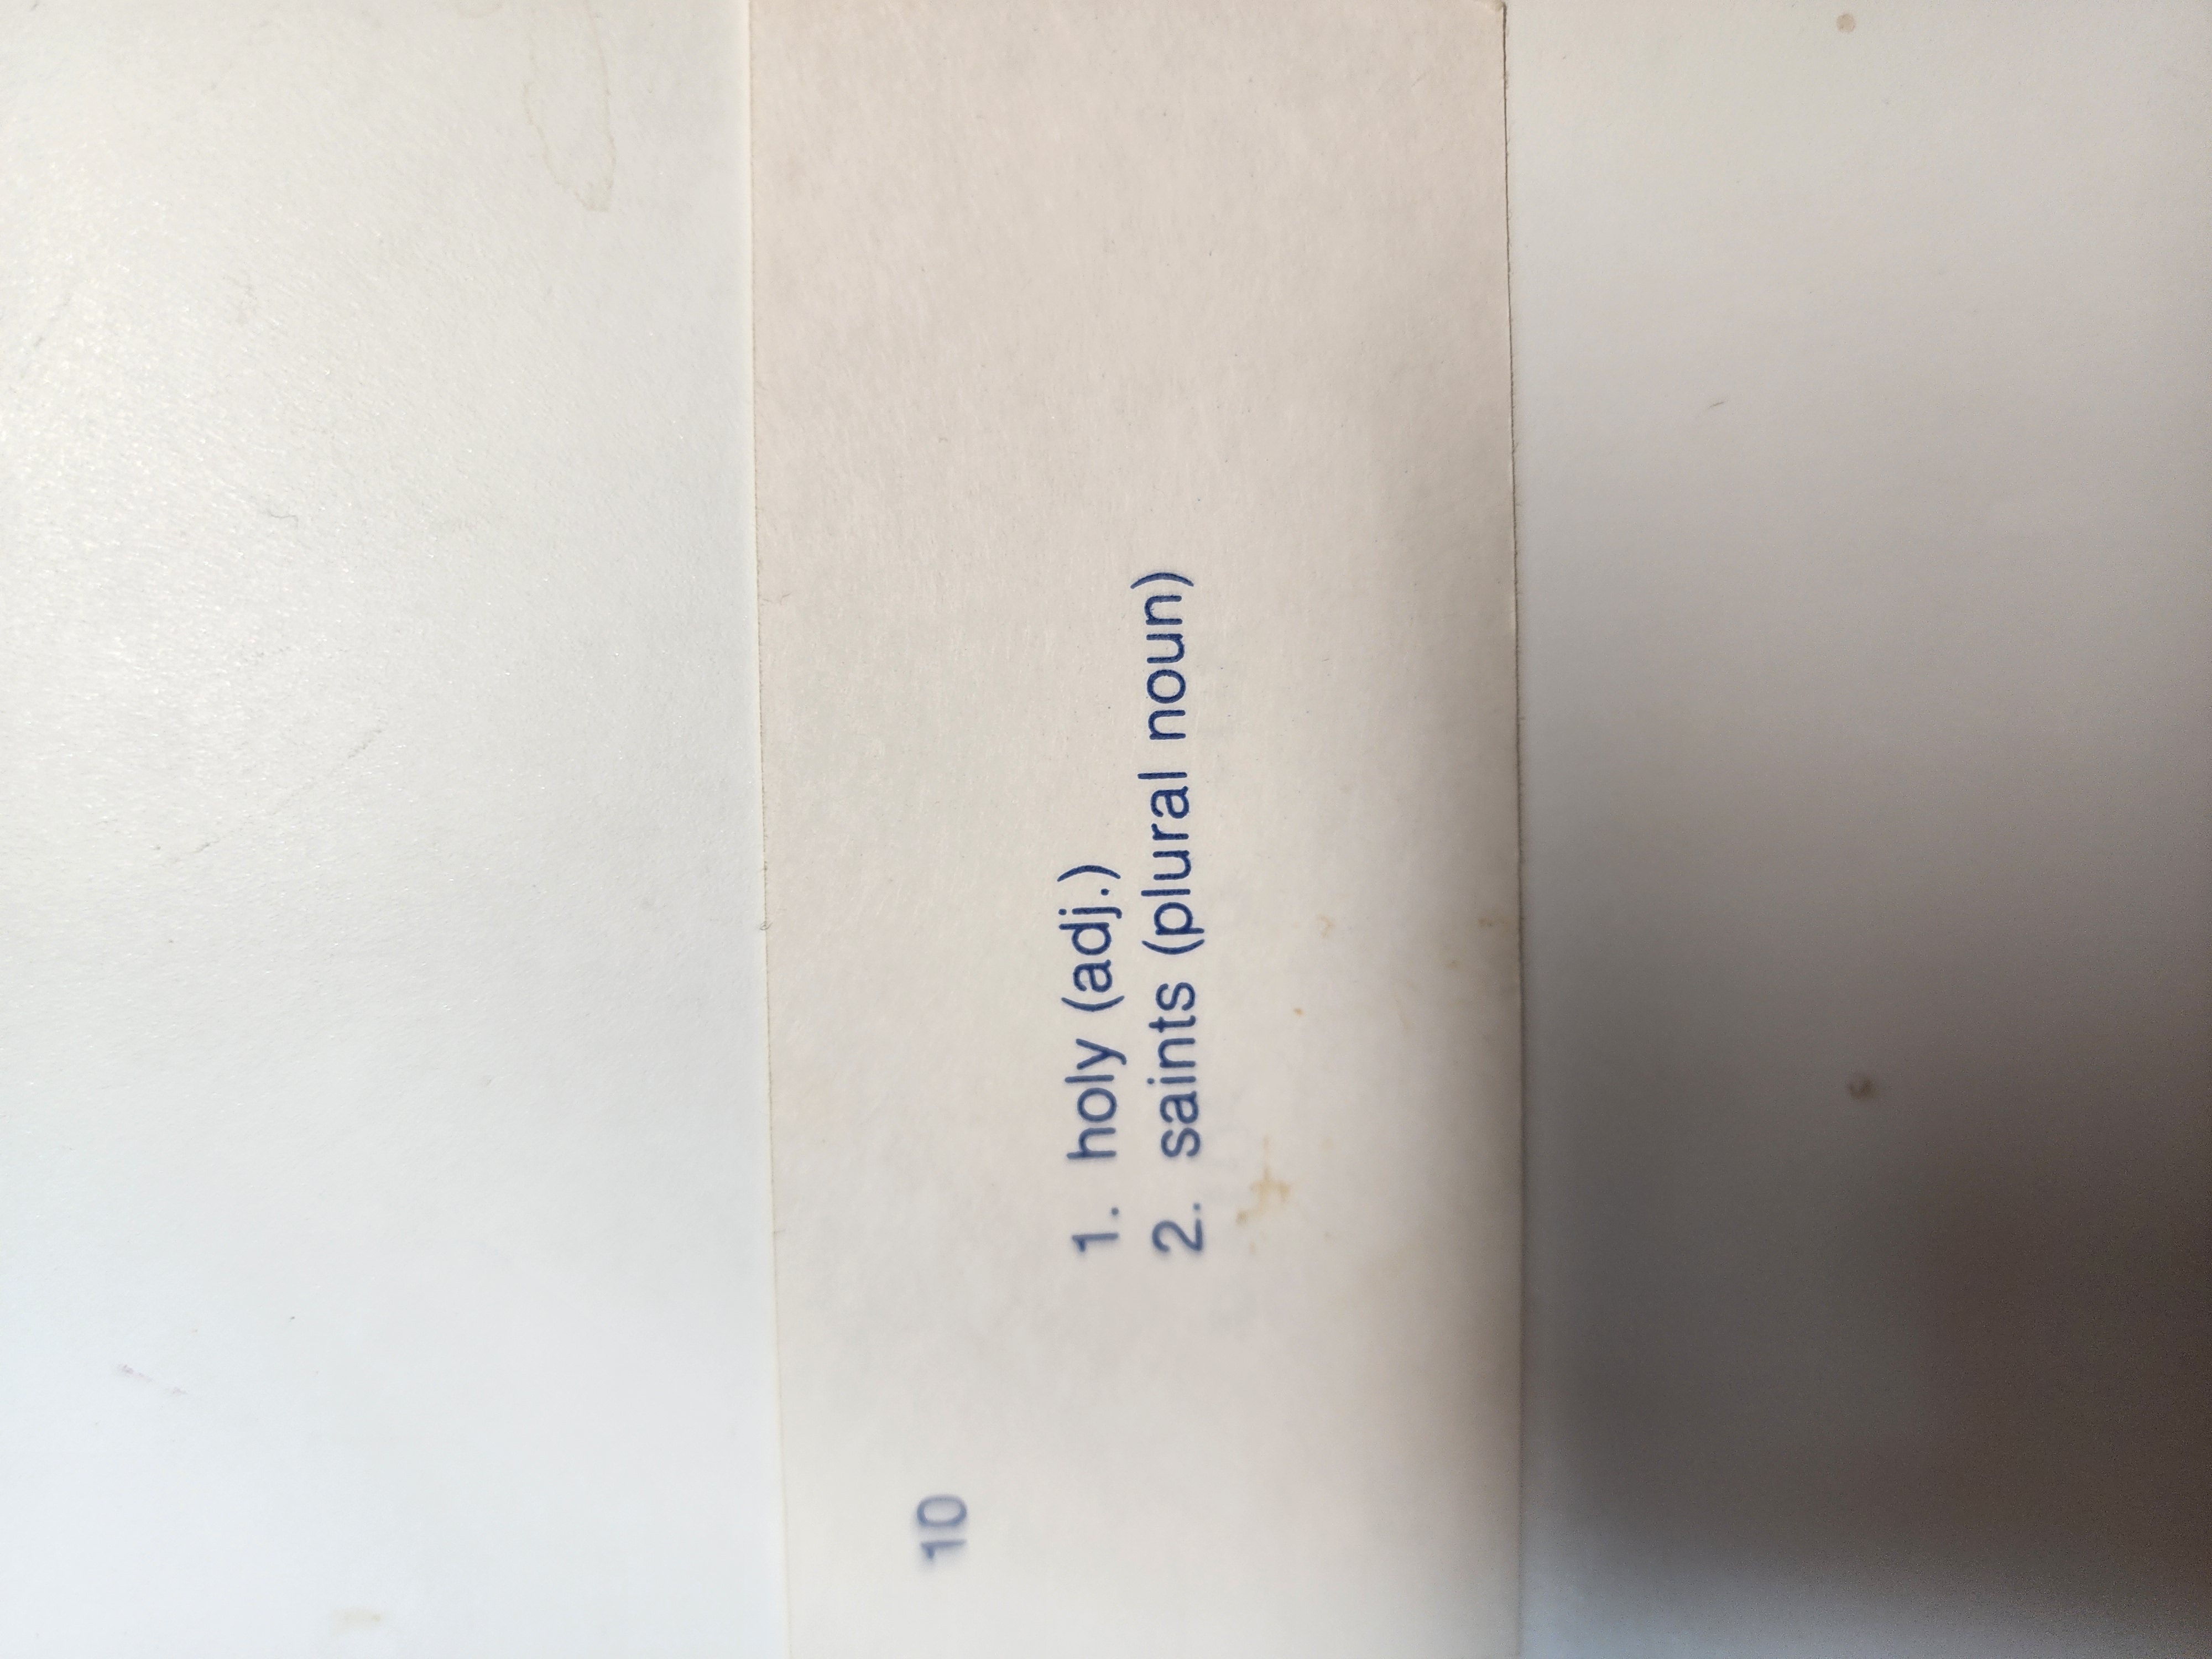 10
1. holy (adj.)
2. saints (plural noun)